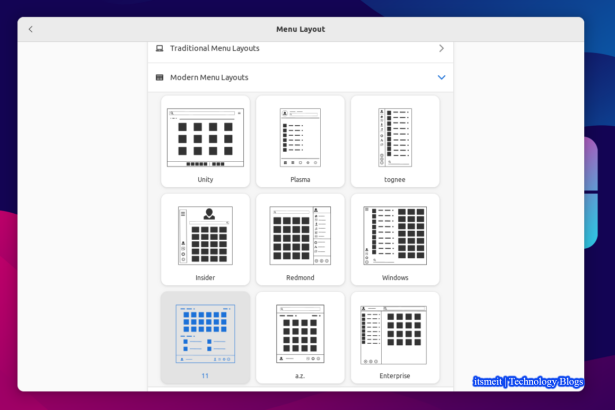 Menu Layout
Traditional Menu Layouts
Modern Menu Layouts
Unity
Plasma
tognee
Insider
Redmond
Windows
11
a.z.
Enterprise
itsmeit | Technology Blogs